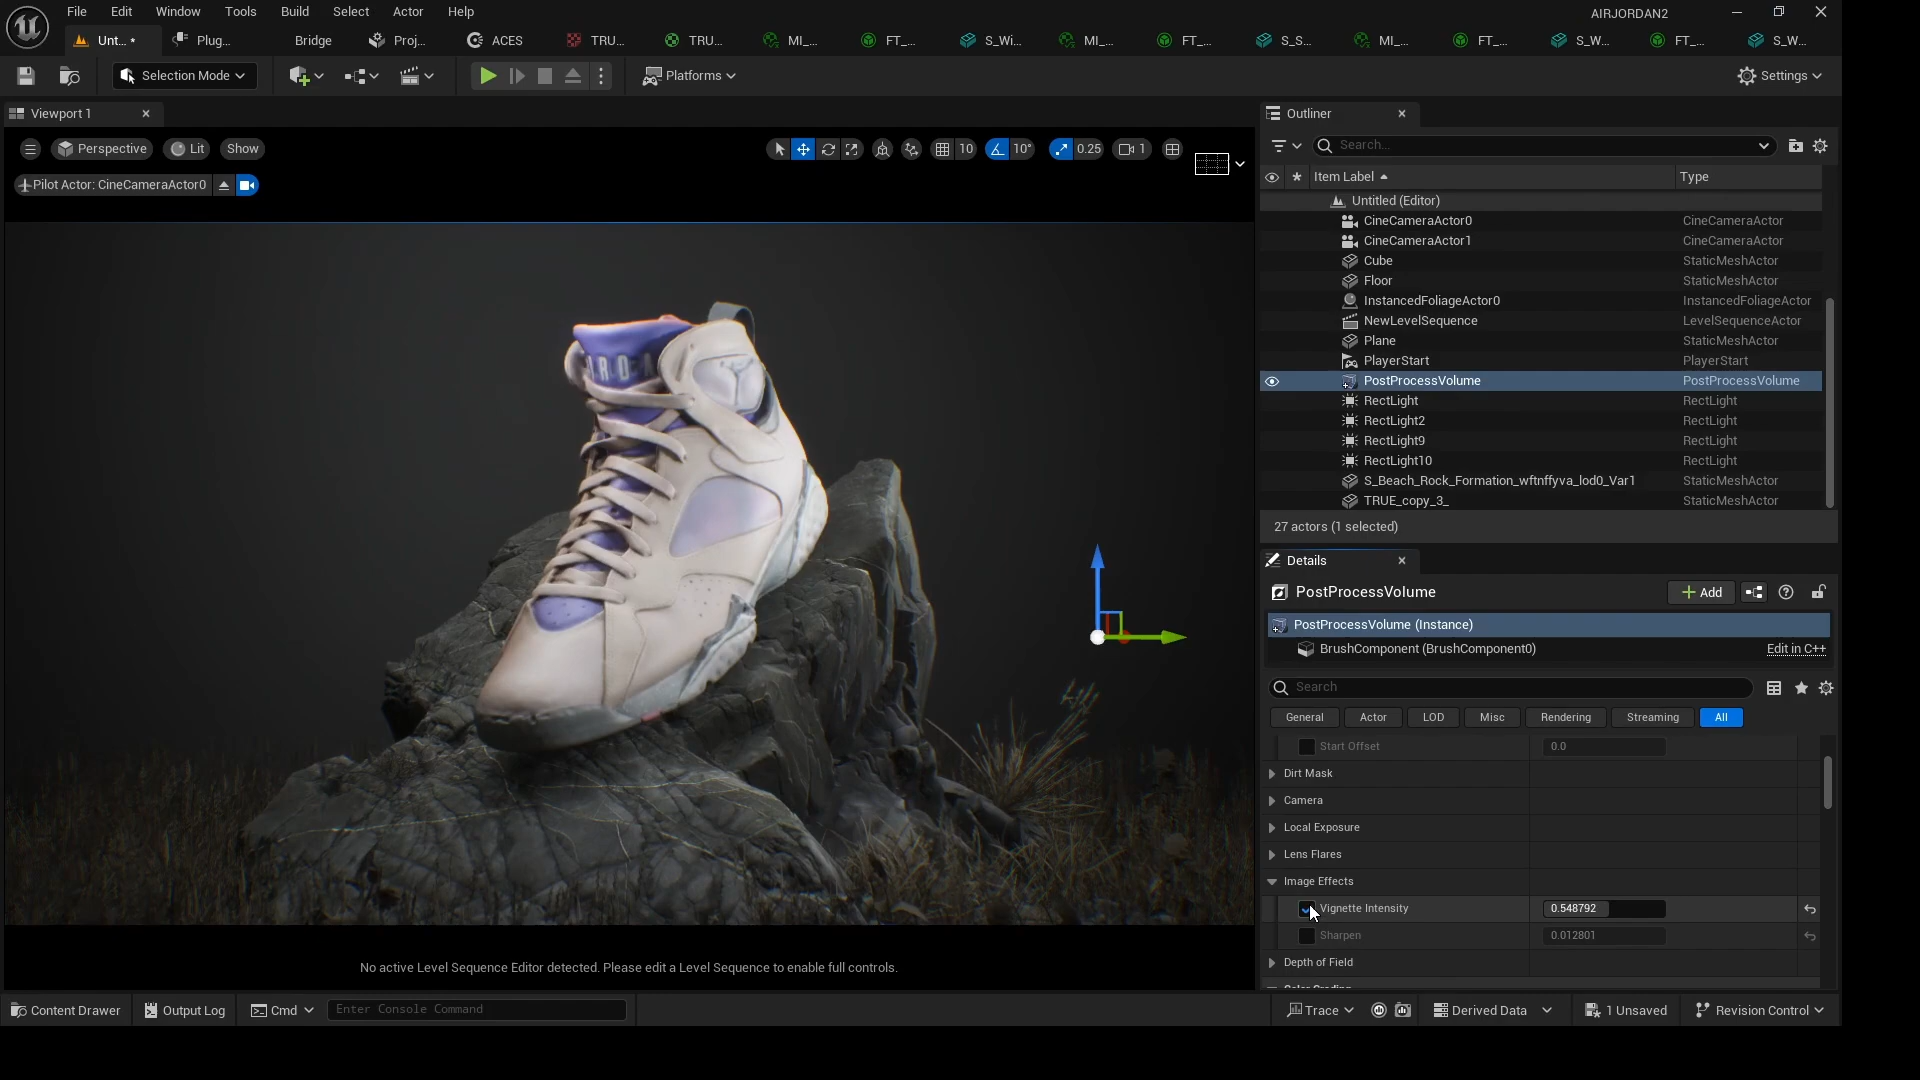 File Edit Window Tools Build Select Actor Help
AIRJORDAN2
Unt... * Plug... Bridge Proj... ACES TRU... TRU... MI_... FT_... S_Wi... MI_... FT_... S_S... MI_... FT_... S_W... FT_... S_W...
Selection Mode Platforms Settings
Viewport 1
Perspective Lit Show 10 10° 0.25 1
Pilot Actor: CineCameraActor0
No active Level Sequence Editor detected. Please edit a Level Sequence to enable full controls.
Outliner
Search...
Item Label Type
Untitled (Editor)
CineCameraActor0 CineCameraActor
CineCameraActor1 CineCameraActor
Cube StaticMeshActor
Floor StaticMeshActor
InstancedFoliageActor0 InstancedFoliageActor
NewLevelSequence LevelSequenceActor
Plane StaticMeshActor
PlayerStart PlayerStart
PostProcessVolume PostProcessVolume
RectLight RectLight
RectLight2 RectLight
RectLight9 RectLight
RectLight10 RectLight
S_Beach_Rock_Formation_wftnffyva_lod0_Var1 StaticMeshActor
TRUE_copy_3_ StaticMeshActor
27 actors (1 selected)
Details
PostProcessVolume Add
PostProcessVolume (Instance)
BrushComponent (BrushComponent0) Edit in C++
Search
General Actor LOD Misc Rendering Streaming All
Start Offset 0.0
Dirt Mask
Camera
Local Exposure
Lens Flares
Image Effects
Vignette Intensity 0.548792
Sharpen 0.012801
Depth of Field
Content Drawer Output Log Cmd Enter Console Command Trace Derived Data 1 Unsaved Revision Control